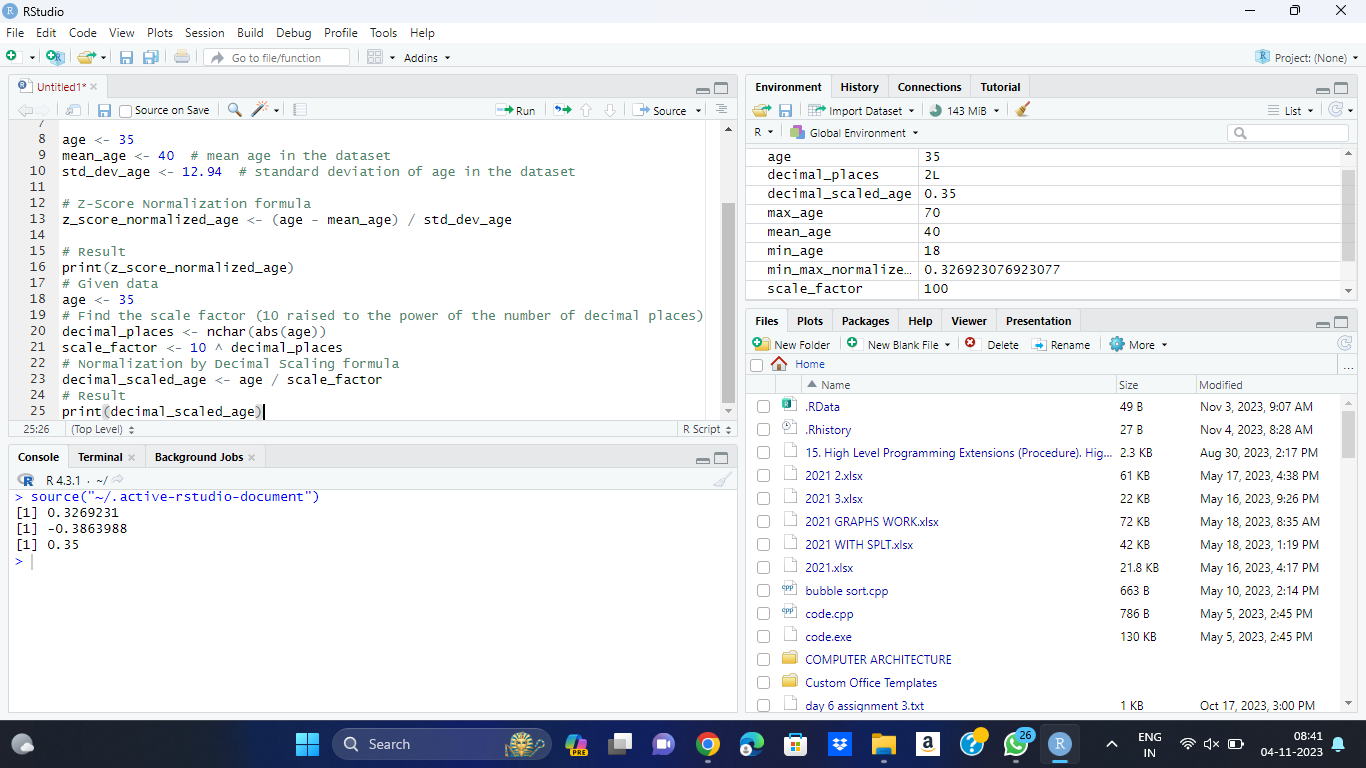 RStudio
File Edit Code View Plots Session Build Debug Profile Tools Help
Go to file/function Addins Project: (None)
Untitled1*
Source on Save Run Source
7
8 age <- 35
9 mean_age <- 40 # mean age in the dataset
10 std_dev_age <- 12.94 # standard deviation of age in the dataset
11
12 # Z-Score Normalization formula
13 z_score_normalized_age <- (age - mean_age) / std_dev_age
14
15 # Result
16 print(z_score_normalized_age)
17 # Given data
18 age <- 35
19 # Find the scale factor (10 raised to the power of the number of decimal places)
20 decimal_places <- nchar(abs(age))
21 scale_factor <- 10 ^ decimal_places
22 # Normalization by Decimal Scaling formula
23 decimal_scaled_age <- age / scale_factor
24 # Result
25 print(decimal_scaled_age)
25:26 (Top Level) R Script
Console Terminal Background Jobs
R 4.3.1 · ~/
> source("~/.active-rstudio-document")
[1] 0.3269231
[1] -0.3863988
[1] 0.35
>
Environment History Connections Tutorial
Import Dataset 143 MiB List
R Global Environment
age 35
decimal_places 2L
decimal_scaled_age 0.35
max_age 70
mean_age 40
min_age 18
min_max_normalize… 0.326923076923077
scale_factor 100
Files Plots Packages Help Viewer Presentation
New Folder New Blank File Delete Rename More
Home ...
Name Size Modified
.RData 49 B Nov 3, 2023, 9:07 AM
.Rhistory 27 B Nov 4, 2023, 8:28 AM
15. High Level Programming Extensions (Procedure). Hig... 2.3 KB Aug 30, 2023, 2:17 PM
2021 2.xlsx 61 KB May 17, 2023, 4:38 PM
2021 3.xlsx 22 KB May 16, 2023, 9:26 PM
2021 GRAPHS WORK.xlsx 72 KB May 18, 2023, 8:35 AM
2021 WITH SPLT.xlsx 42 KB May 18, 2023, 1:19 PM
2021.xlsx 21.8 KB May 16, 2023, 4:17 PM
bubble sort.cpp 663 B May 10, 2023, 2:14 PM
code.cpp 786 B May 5, 2023, 2:45 PM
code.exe 130 KB May 5, 2023, 2:45 PM
COMPUTER ARCHITECTURE
Custom Office Templates
day 6 assignment 3.txt 1 KB Oct 17, 2023, 3:00 PM
Search PRE 26 ENG IN 08:41 04-11-2023